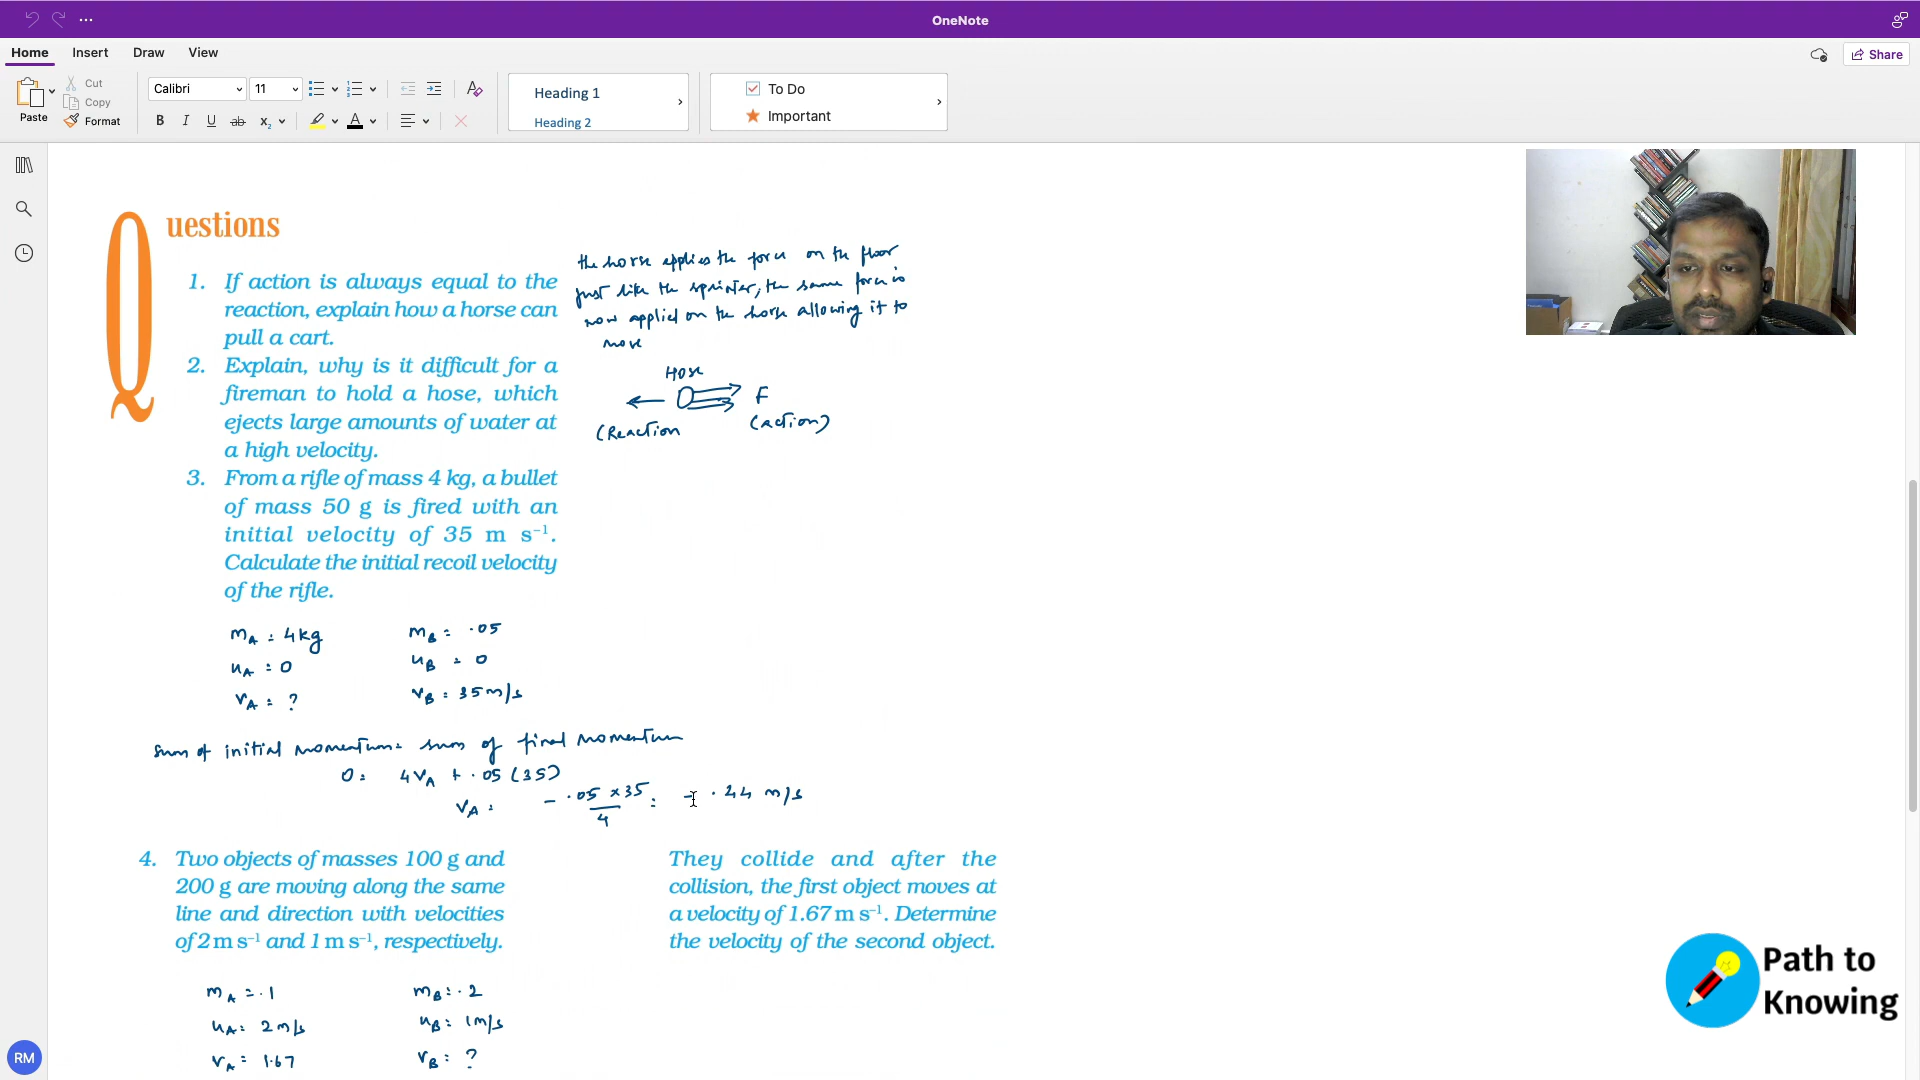 OneNote
Home Insert Draw View
Share
Paste
Cut
Copy
Format
Calibri 11
B I U ab x₂ A
Heading 1
Heading 2
To Do
Important
Questions
the horse applies the force on the floor
just like the sprinter, the same force is
now applied on the horse allowing it to
move
1. If action is always equal to the
reaction, explain how a horse can
pull a cart.
2. Explain, why is it difficult for a
fireman to hold a hose, which
ejects large amounts of water at
a high velocity.
Hose
F
(Reaction
(action)
3. From a rifle of mass 4 kg, a bullet
of mass 50 g is fired with an
initial velocity of 35 m s⁻¹.
Calculate the initial recoil velocity
of the rifle.
mA = 4kg mB = .05
uA = 0 uB = 0
vA = ? vB = 35 m/s
Sum of initial momentum = sum of final momentum
0 = 4vA + .05 (35)
vA = - .05 x 35 / 4 = - .44 m/s
4. Two objects of masses 100 g and
200 g are moving along the same
line and direction with velocities
of 2 m s⁻¹ and 1 m s⁻¹, respectively.
They collide and after the
collision, the first object moves at
a velocity of 1.67 m s⁻¹. Determine
the velocity of the second object.
mA = .1 mB = .2
uA = 2 m/s uB = 1 m/s
vA = 1.67 vB = ?
Path to
Knowing
RM